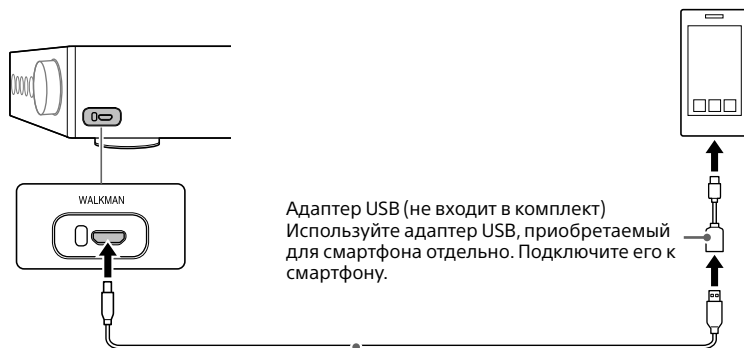 WALKMAN
Адаптер USB (не входит в комплект)
Используйте адаптер USB, приобретаемый
для смартфона отдельно. Подключите его к
смартфону.